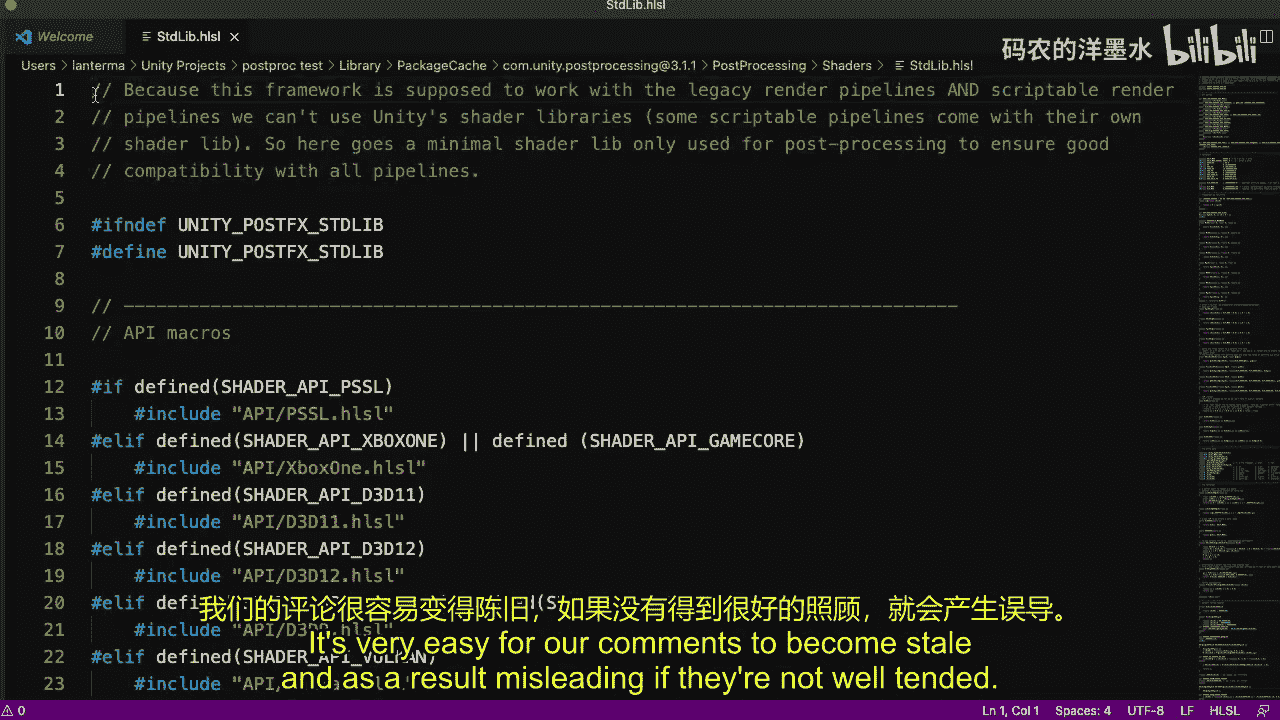 StdLib.hlsl
Welcome
StdLib.hlsl
码农的洋墨水 bilibili
Users > lanterma > Unity Projects > postproc test > Library > PackageCache > com.unity.postprocessing@3.1.1 > PostProcessing > Shaders > StdLib.hlsl
1 // Because this framework is supposed to work with the legacy render pipelines AND scriptable render
2 // pipelines we can't use Unity's shader libraries (some scriptable pipelines come with their own
3 // shader lib). So here goes a minimal shader lib only used for post-processing to ensure good
4 // compatibility with all pipelines.
5
6 #ifndef UNITY_POSTFX_STDLIB
7 #define UNITY_POSTFX_STDLIB
8
9 // -----------------------------------------------------------------------------
10 // API macros
11
12 #if defined(SHADER_API_PSSL)
13 #include "API/PSSL.hlsl"
14 #elif defined(SHADER_API_XBOXONE) || defined (SHADER_API_GAMECORE)
15 #include "API/XboxOne.hlsl"
16 #elif defined(SHADER_API_D3D11)
17 #include "API/D3D11.hlsl"
18 #elif defined(SHADER_API_D3D12)
19 #include "API/D3D12.hlsl"
20 #elif
21
22 #elif
23 #include
我们的评论很容易变得陈旧,如果没有得到很好的照顾,就会产生误导。
It's very easy for our comments to become stale
and as a result misleading if they're not well tended.
0
Ln 1, Col 1 Spaces: 4 UTF-8 LF HLSL